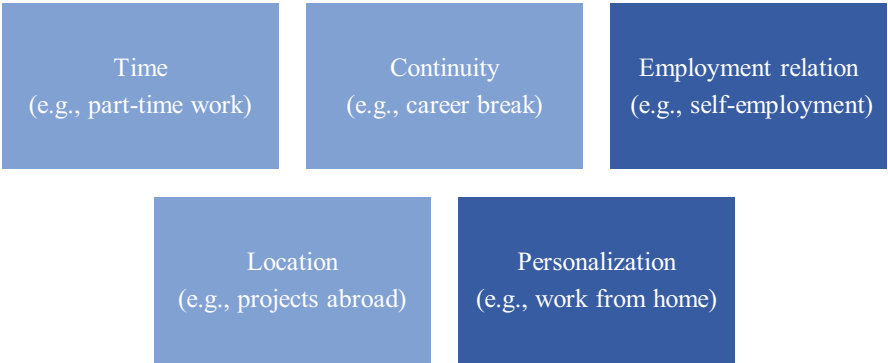 Time
(e.g., part-time work)
Continuity
(e.g., career break)
Employment relation
(e.g., self-employment)
Location
(e.g., projects abroad)
Personalization
(e.g., work from home)